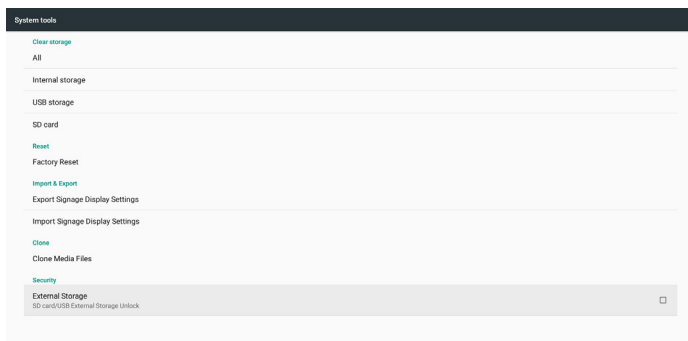 System tools
Clear storage
All
Internal storage
USB storage
SD card
Reset
Factory Reset
Import & Export
Export Signage Display Settings
Import Signage Display Settings
Clone
Clone Media Files
Security
External Storage
SD card/USB External Storage Unlock